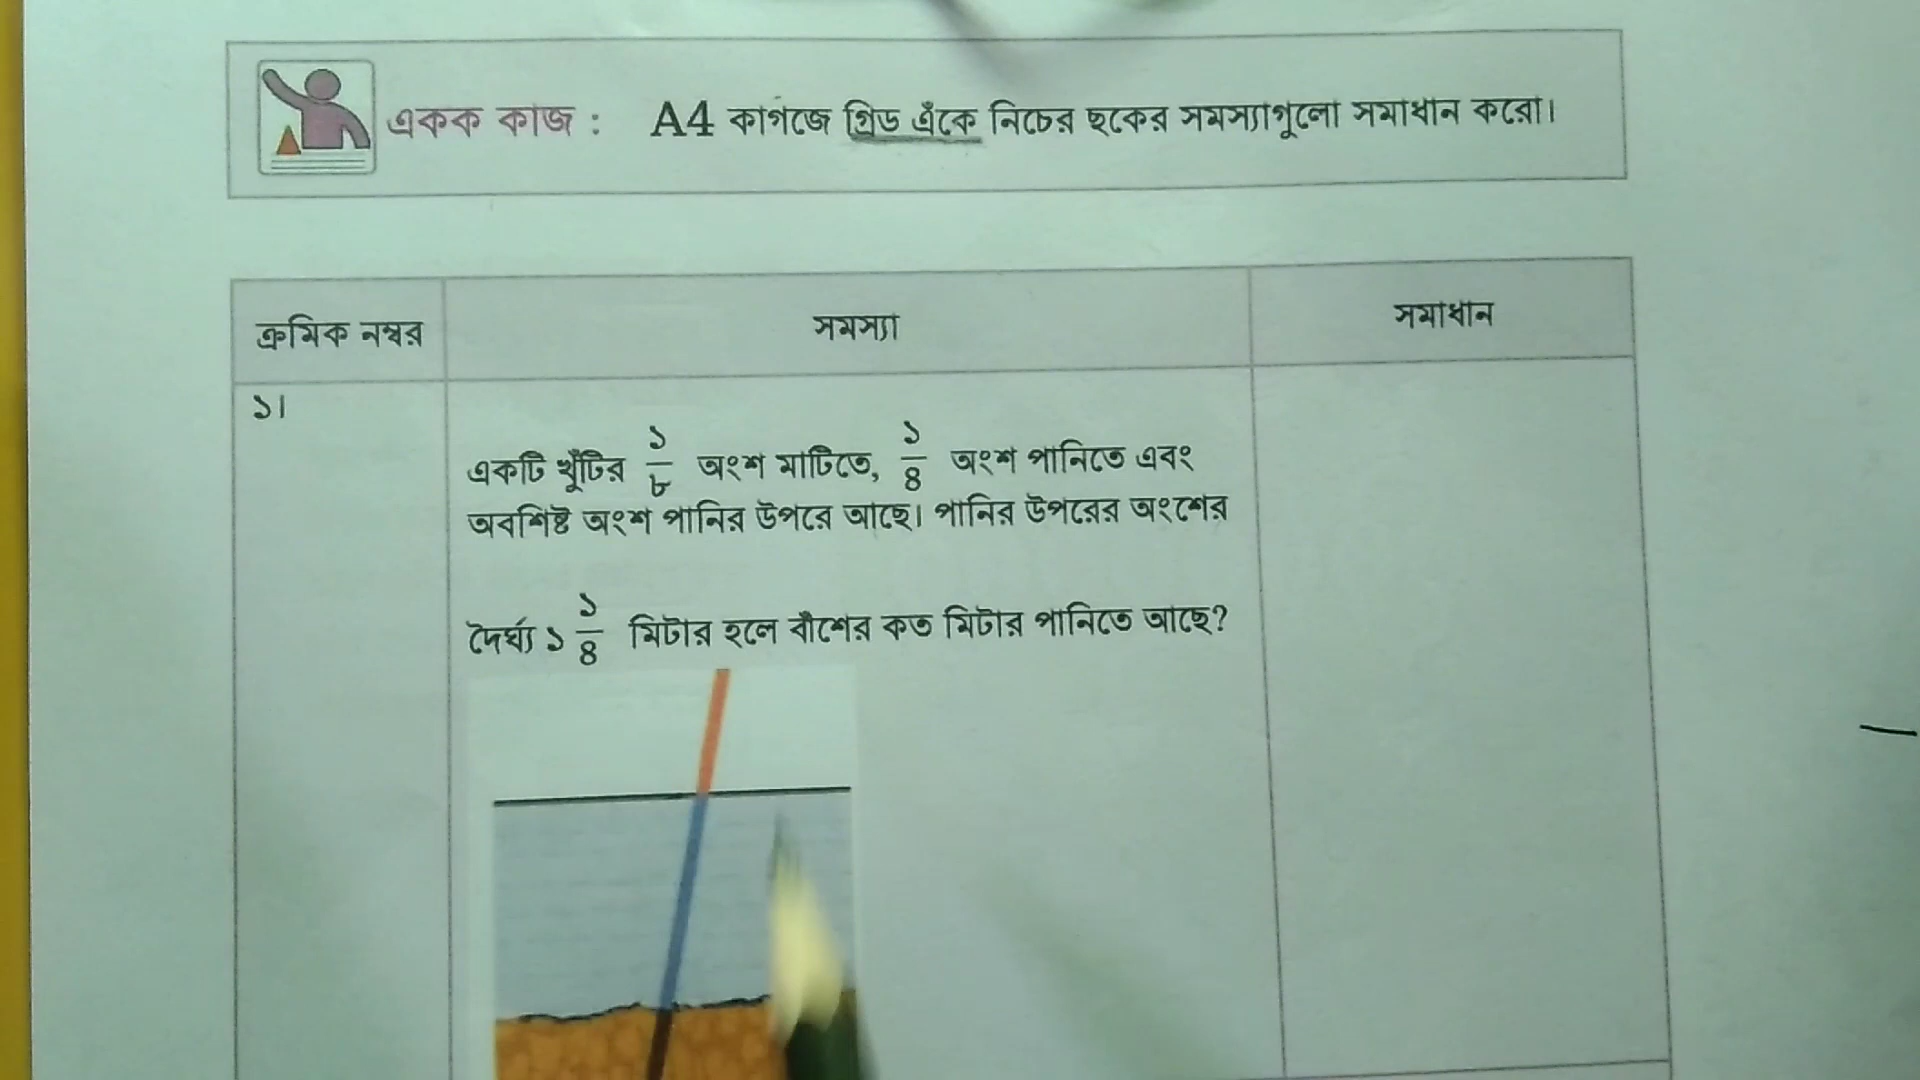 একক কাজ : A4 কাগজে গ্রিড এঁকে নিচের ছকের সমস্যাগুলো সমাধান করো।
ক্রমিক নম্বর সমস্যা সমাধান
১।
একটি খুঁটির ১/৮ অংশ মাটিতে, ১/৪ অংশ পানিতে এবং
অবশিষ্ট অংশ পানির উপরে আছে। পানির উপরের অংশের
দৈর্ঘ্য ১ ১/৪ মিটার হলে বাঁশের কত মিটার পানিতে আছে?